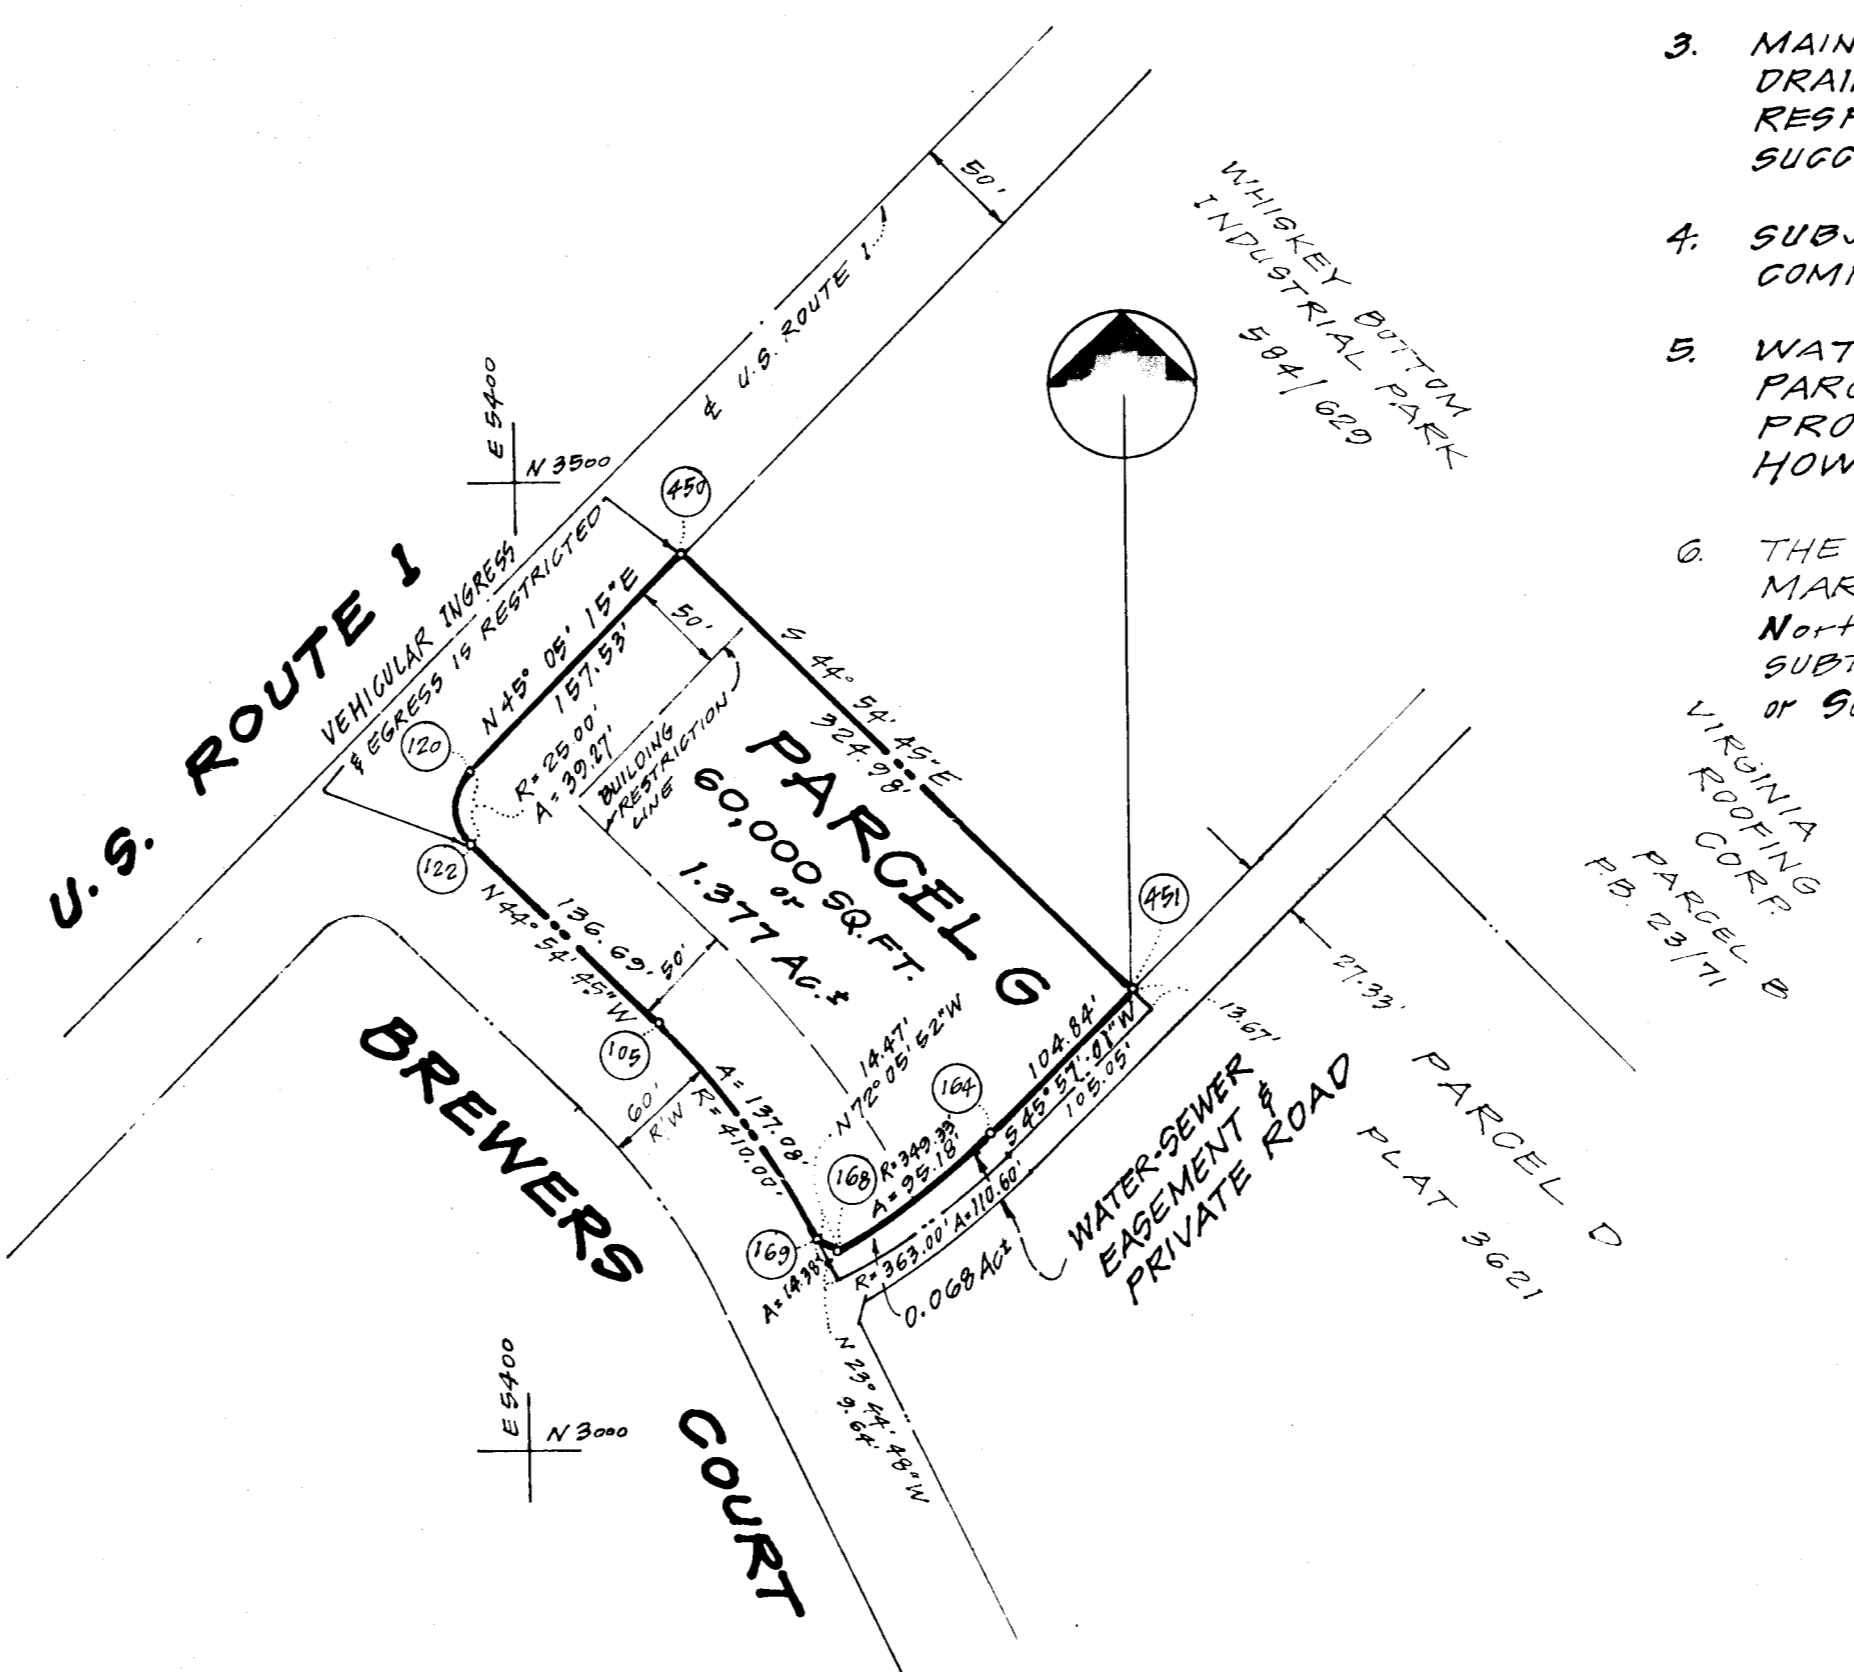 3. MAIN
DRAI
RESP
SUCC
4. SUBJ
COMM
5. WAT
PARC
PRO
HOW
6. THE
MAR
Nort
SUBT
or So
50'
WHISKEY BOTTOM
INDUSTRIAL PARK
584/629
℄ U.S. ROUTE 1
E 5400
N 3500
450
U.S. ROUTE 1
VEHICULAR INGRESS
& EGRESS IS RESTRICTED
N 45° 05' 15" E
157.53'
50'
S 44° 54' 45" E
324.98'
120
R= 25.00'
A= 39.27'
BUILDING
RESTRICTION
LINE
122
PARCEL G
60,000 SQ.FT.
or
1.377 AC.±
VIRGINIA
ROOFING
CORP.
PARCEL B
P.B. 23/71
136.69'
N 44° 54' 45" W
50'
105
451
27.33'
13.67'
BREWERS
COURT
60'
R/W
A= 137.08'
R= 410.00'
14.47'
N 72° 05' 52" W
164
104.84'
S 45° 57' 01" W
105.05'
168
R= 349.33'
A= 95.18'
169
A= 14.38'
R= 363.00' A= 110.60'
0.068 Ac±
WATER-SEWER
EASEMENT &
PRIVATE ROAD
PARCEL D
PLAT 3621
N 23° 44' 48" W
9.64'
E 5400
N 3000